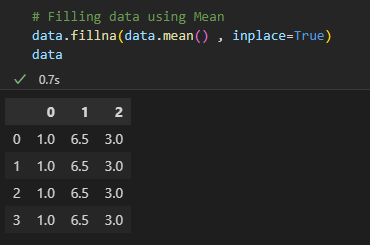 # Filling data using Mean
data.fillna(data.mean() , inplace=True)
data
✓ 0.7s
0 1 2
0 1.0 6.5 3.0
1 1.0 6.5 3.0
2 1.0 6.5 3.0
3 1.0 6.5 3.0